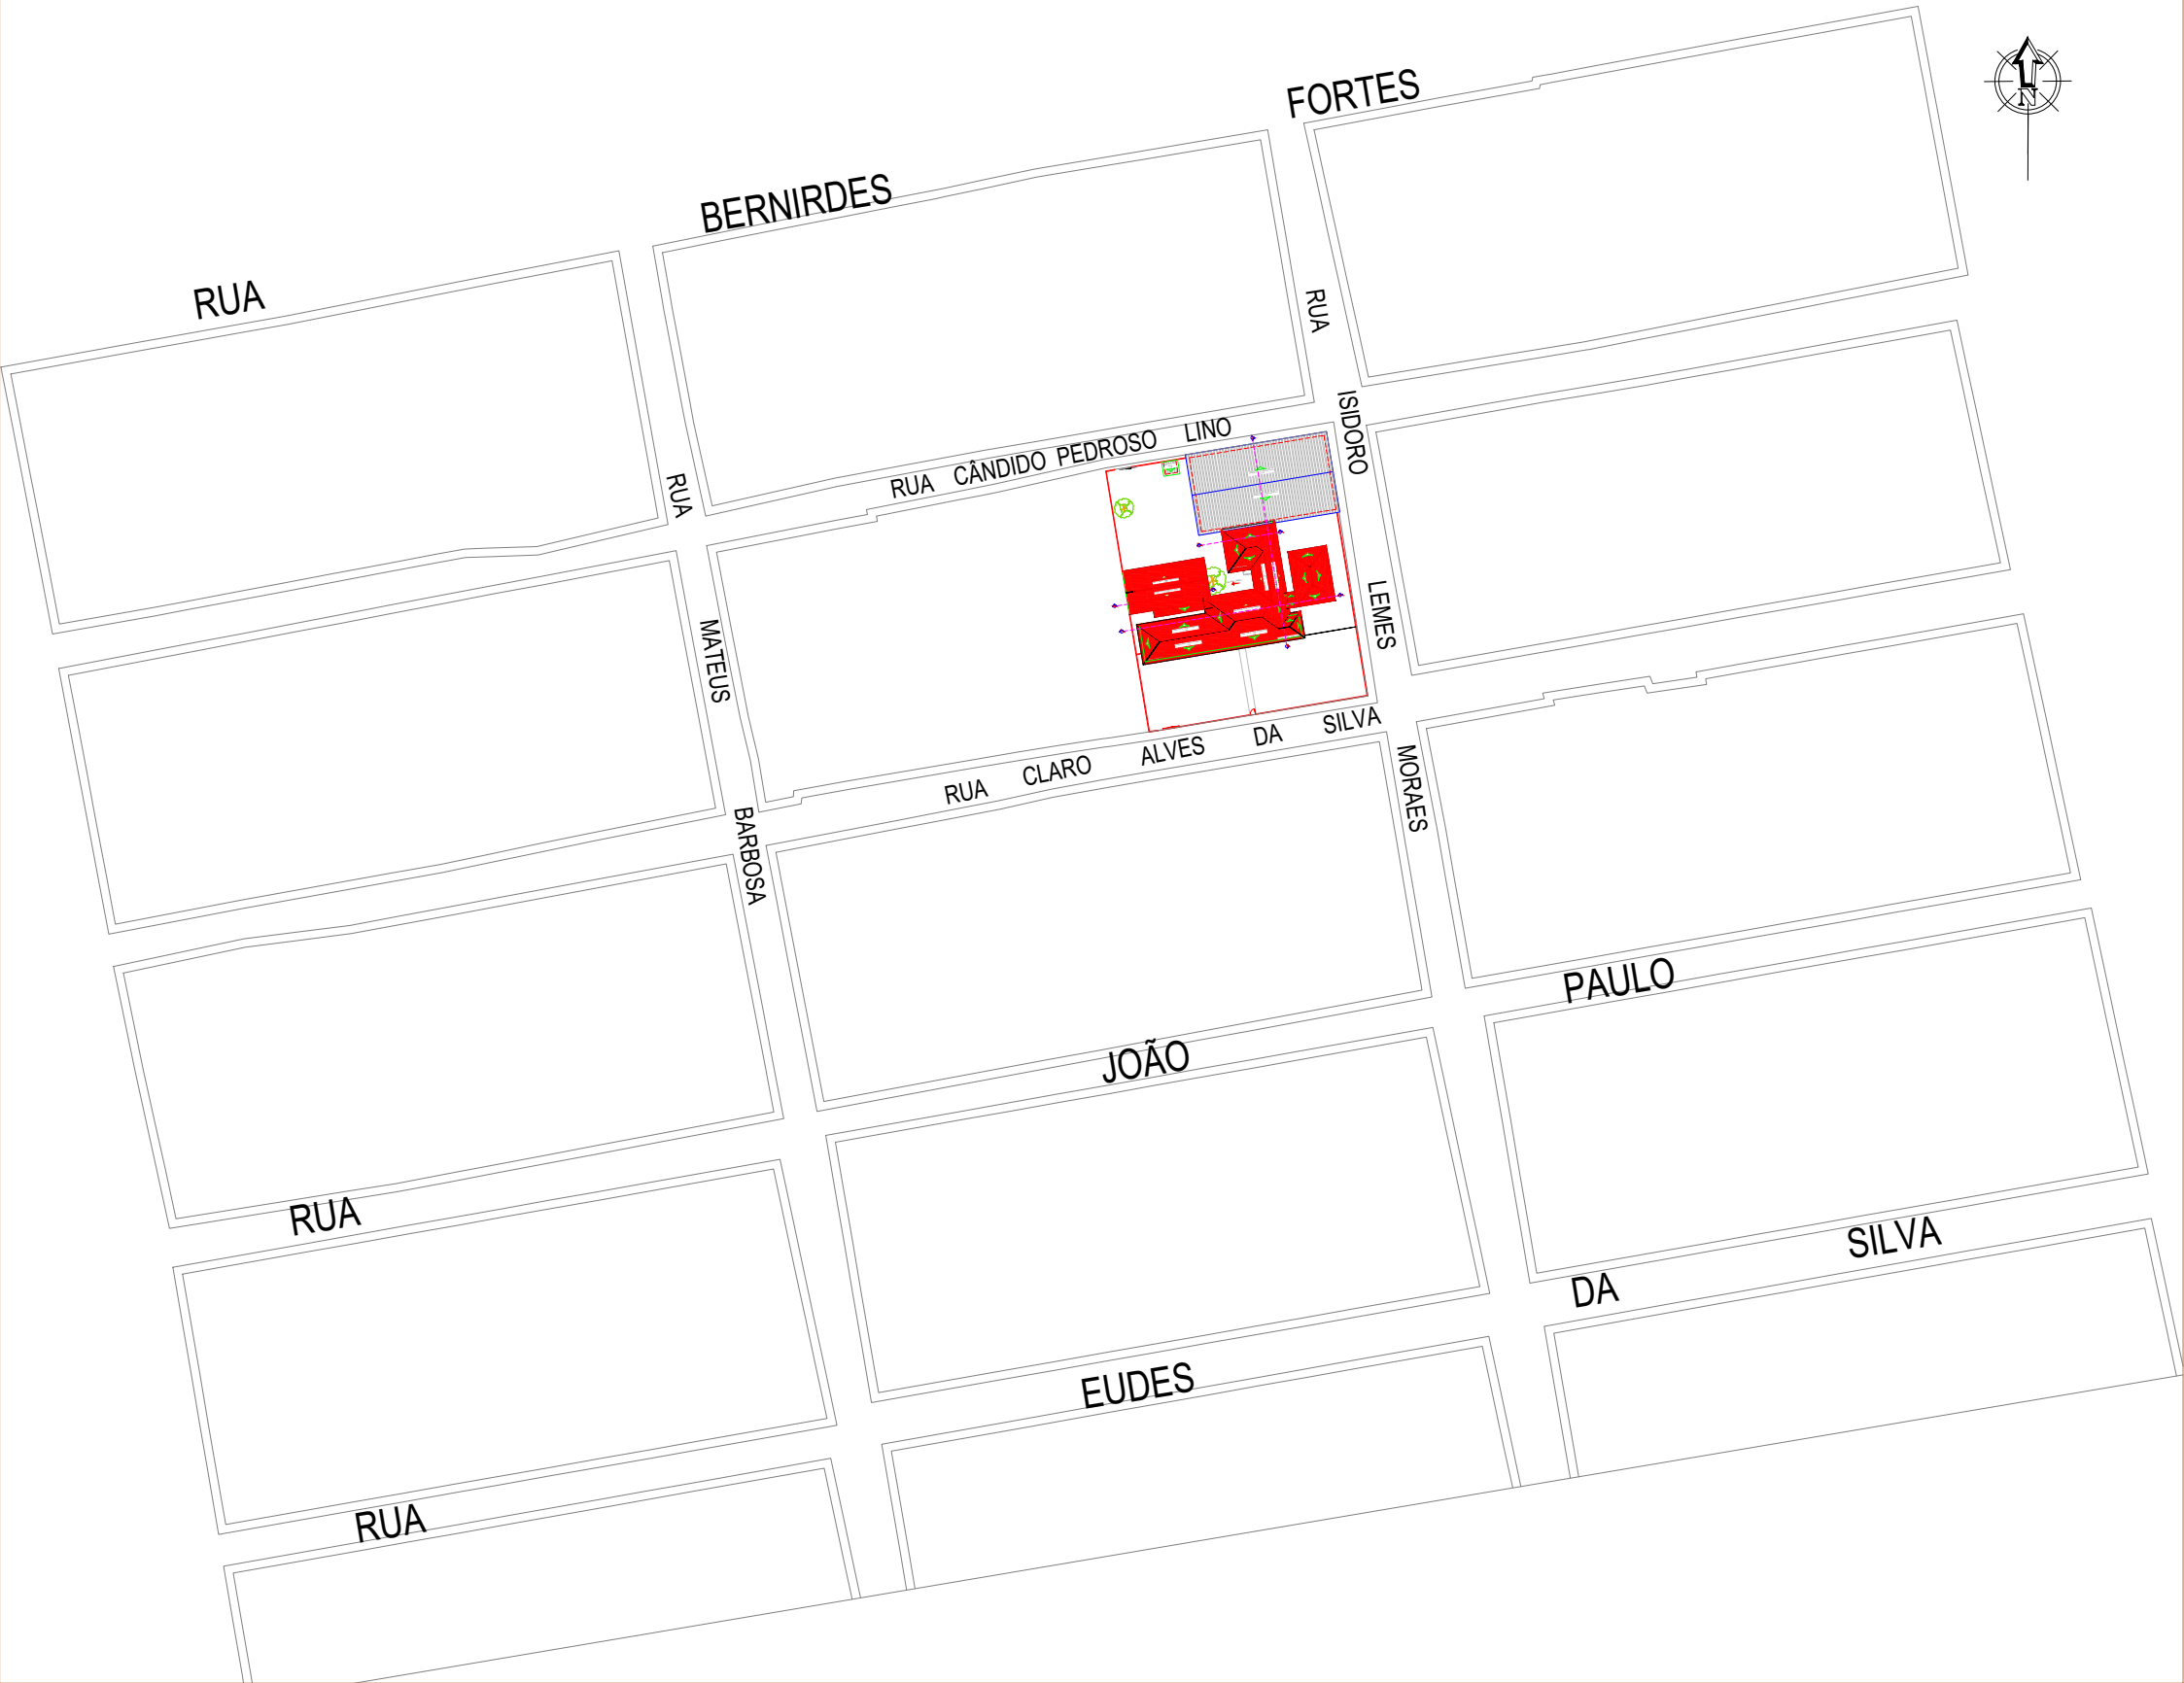 N
RUA BERNIRDES FORTES
RUA CÂNDIDO PEDROSO LINO
RUA ISIDORO LEMES MORAES
RUA MATEUS BARBOSA
RUA CLARO ALVES DA SILVA
RUA JOÃO PAULO
RUA EUDES DA SILVA